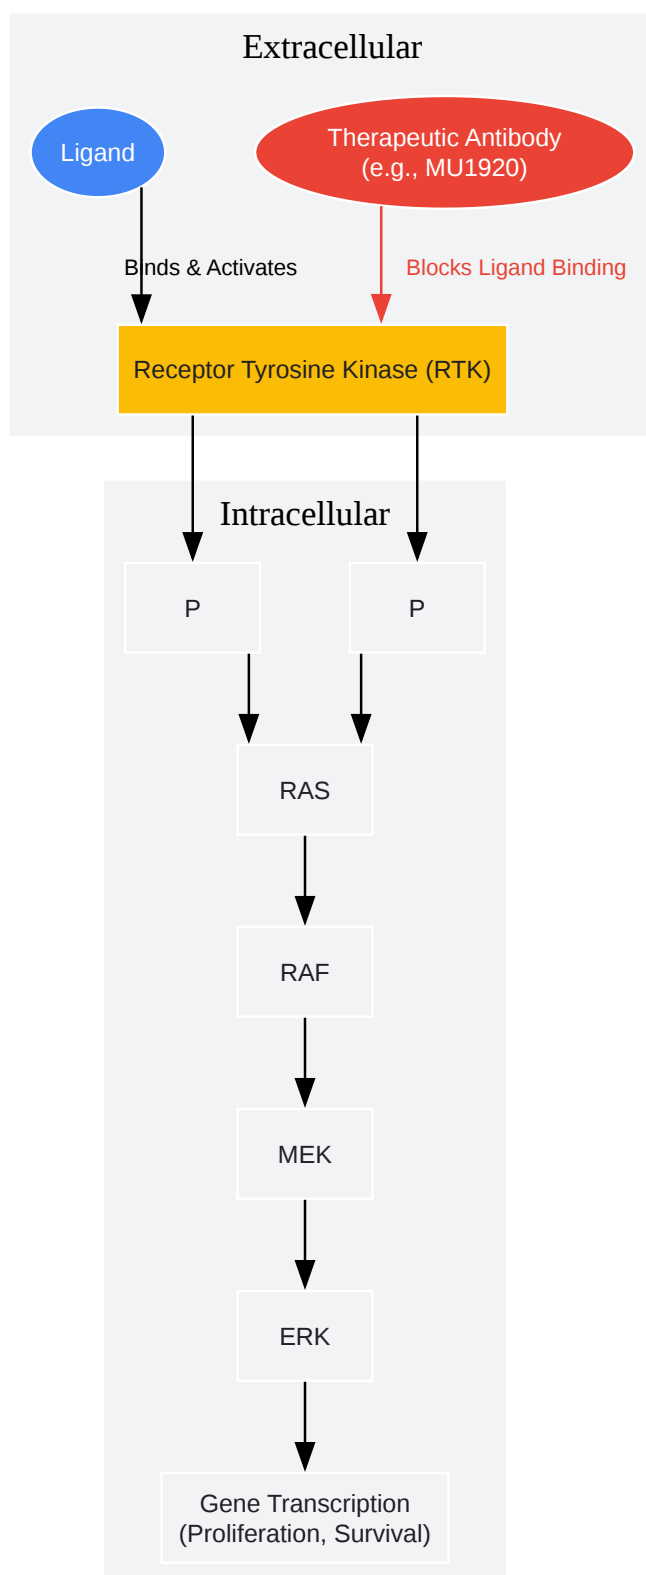 Extracellular
Ligand
Therapeutic Antibody
(e.g., MU1920)
Binds & Activates
Blocks Ligand Binding
Receptor Tyrosine Kinase (RTK)
Intracellular
P
P
RAS
RAF
MEK
ERK
Gene Transcription
(Proliferation, Survival)